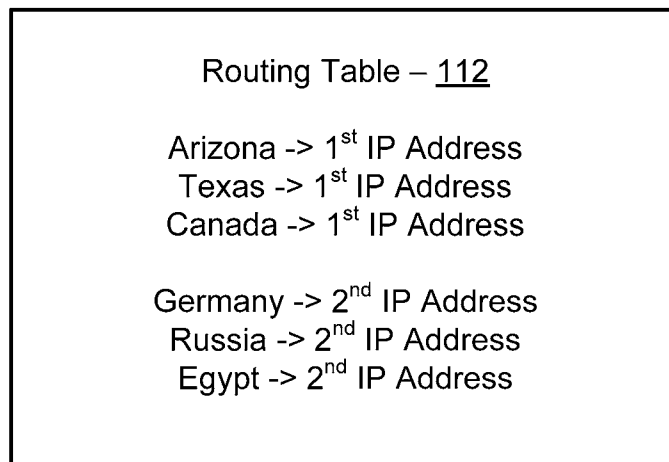 Routing Table – 112
Arizona -> 1st IP Address
Texas -> 1st IP Address
Canada -> 1st IP Address
Germany -> 2nd IP Address
Russia -> 2nd IP Address
Egypt -> 2nd IP Address